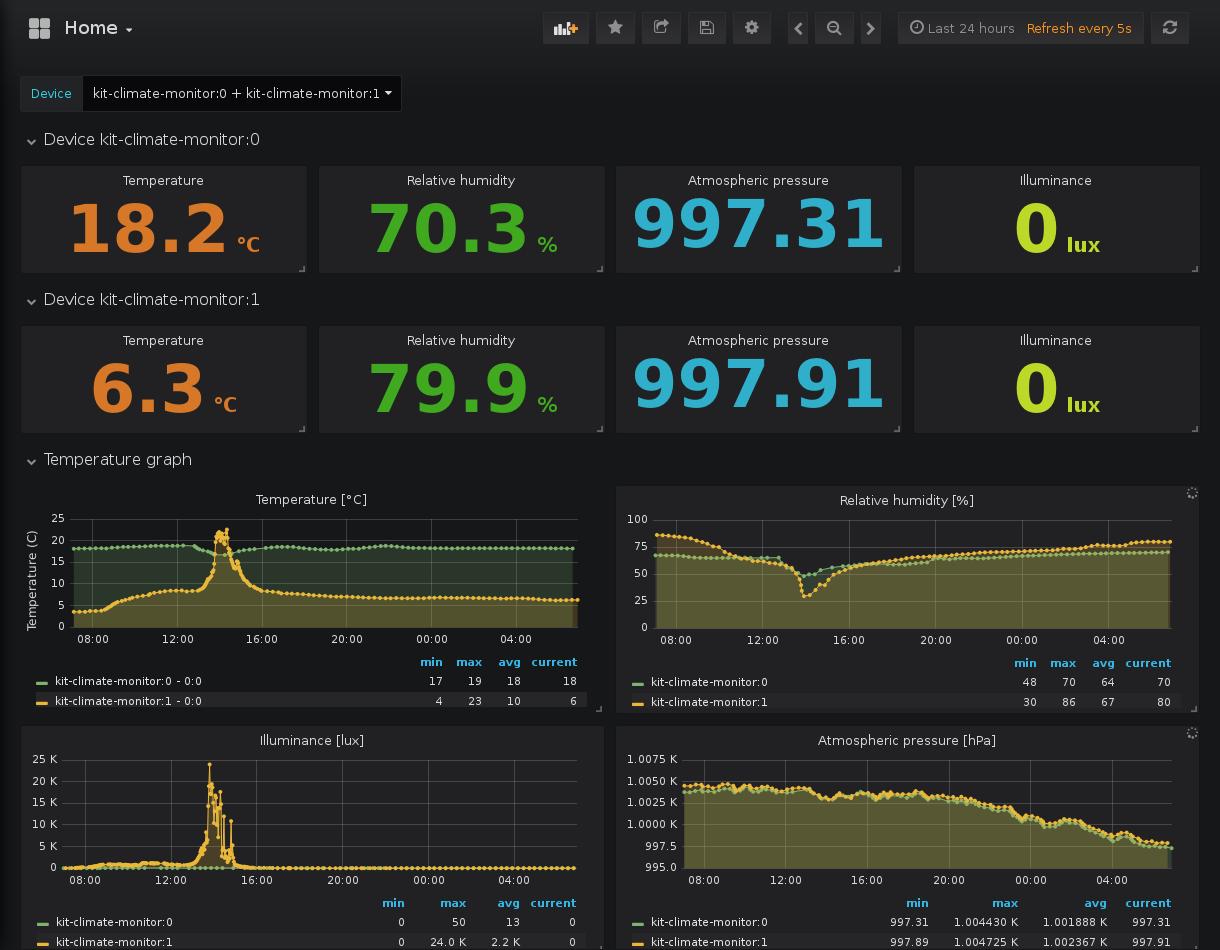 Home
Last 24 hours Refresh every 5s
Device kit-climate-monitor:0 + kit-climate-monitor:1
Device kit-climate-monitor:0
Temperature Relative humidity Atmospheric pressure Illuminance
18.2 °C 70.3 % 997.31 0 lux
Device kit-climate-monitor:1
Temperature Relative humidity Atmospheric pressure Illuminance
6.3 °C 79.9 % 997.91 0 lux
Temperature graph
Temperature [°C]
Temperature (C)
25
20
15
10
5
0
08:00 12:00 16:00 20:00 00:00 04:00
min max avg current
kit-climate-monitor:0 - 0:0 17 19 18 18
kit-climate-monitor:1 - 0:0 4 23 10 6
Relative humidity [%]
100
75
50
25
0
08:00 12:00 16:00 20:00 00:00 04:00
min max avg current
kit-climate-monitor:0 48 70 64 70
kit-climate-monitor:1 30 86 67 80
Illuminance [lux]
25 K
20 K
15 K
10 K
5 K
0
08:00 12:00 16:00 20:00 00:00 04:00
min max avg current
kit-climate-monitor:0 0 50 13 0
kit-climate-monitor:1 0 24.0 K 2.2 K 0
Atmospheric pressure [hPa]
1.0075 K
1.0050 K
1.0025 K
1.0000 K
997.5
995.0
08:00 12:00 16:00 20:00 00:00 04:00
min max avg current
kit-climate-monitor:0 997.31 1.004430 K 1.001888 K 997.31
kit-climate-monitor:1 997.89 1.004725 K 1.002367 K 997.91